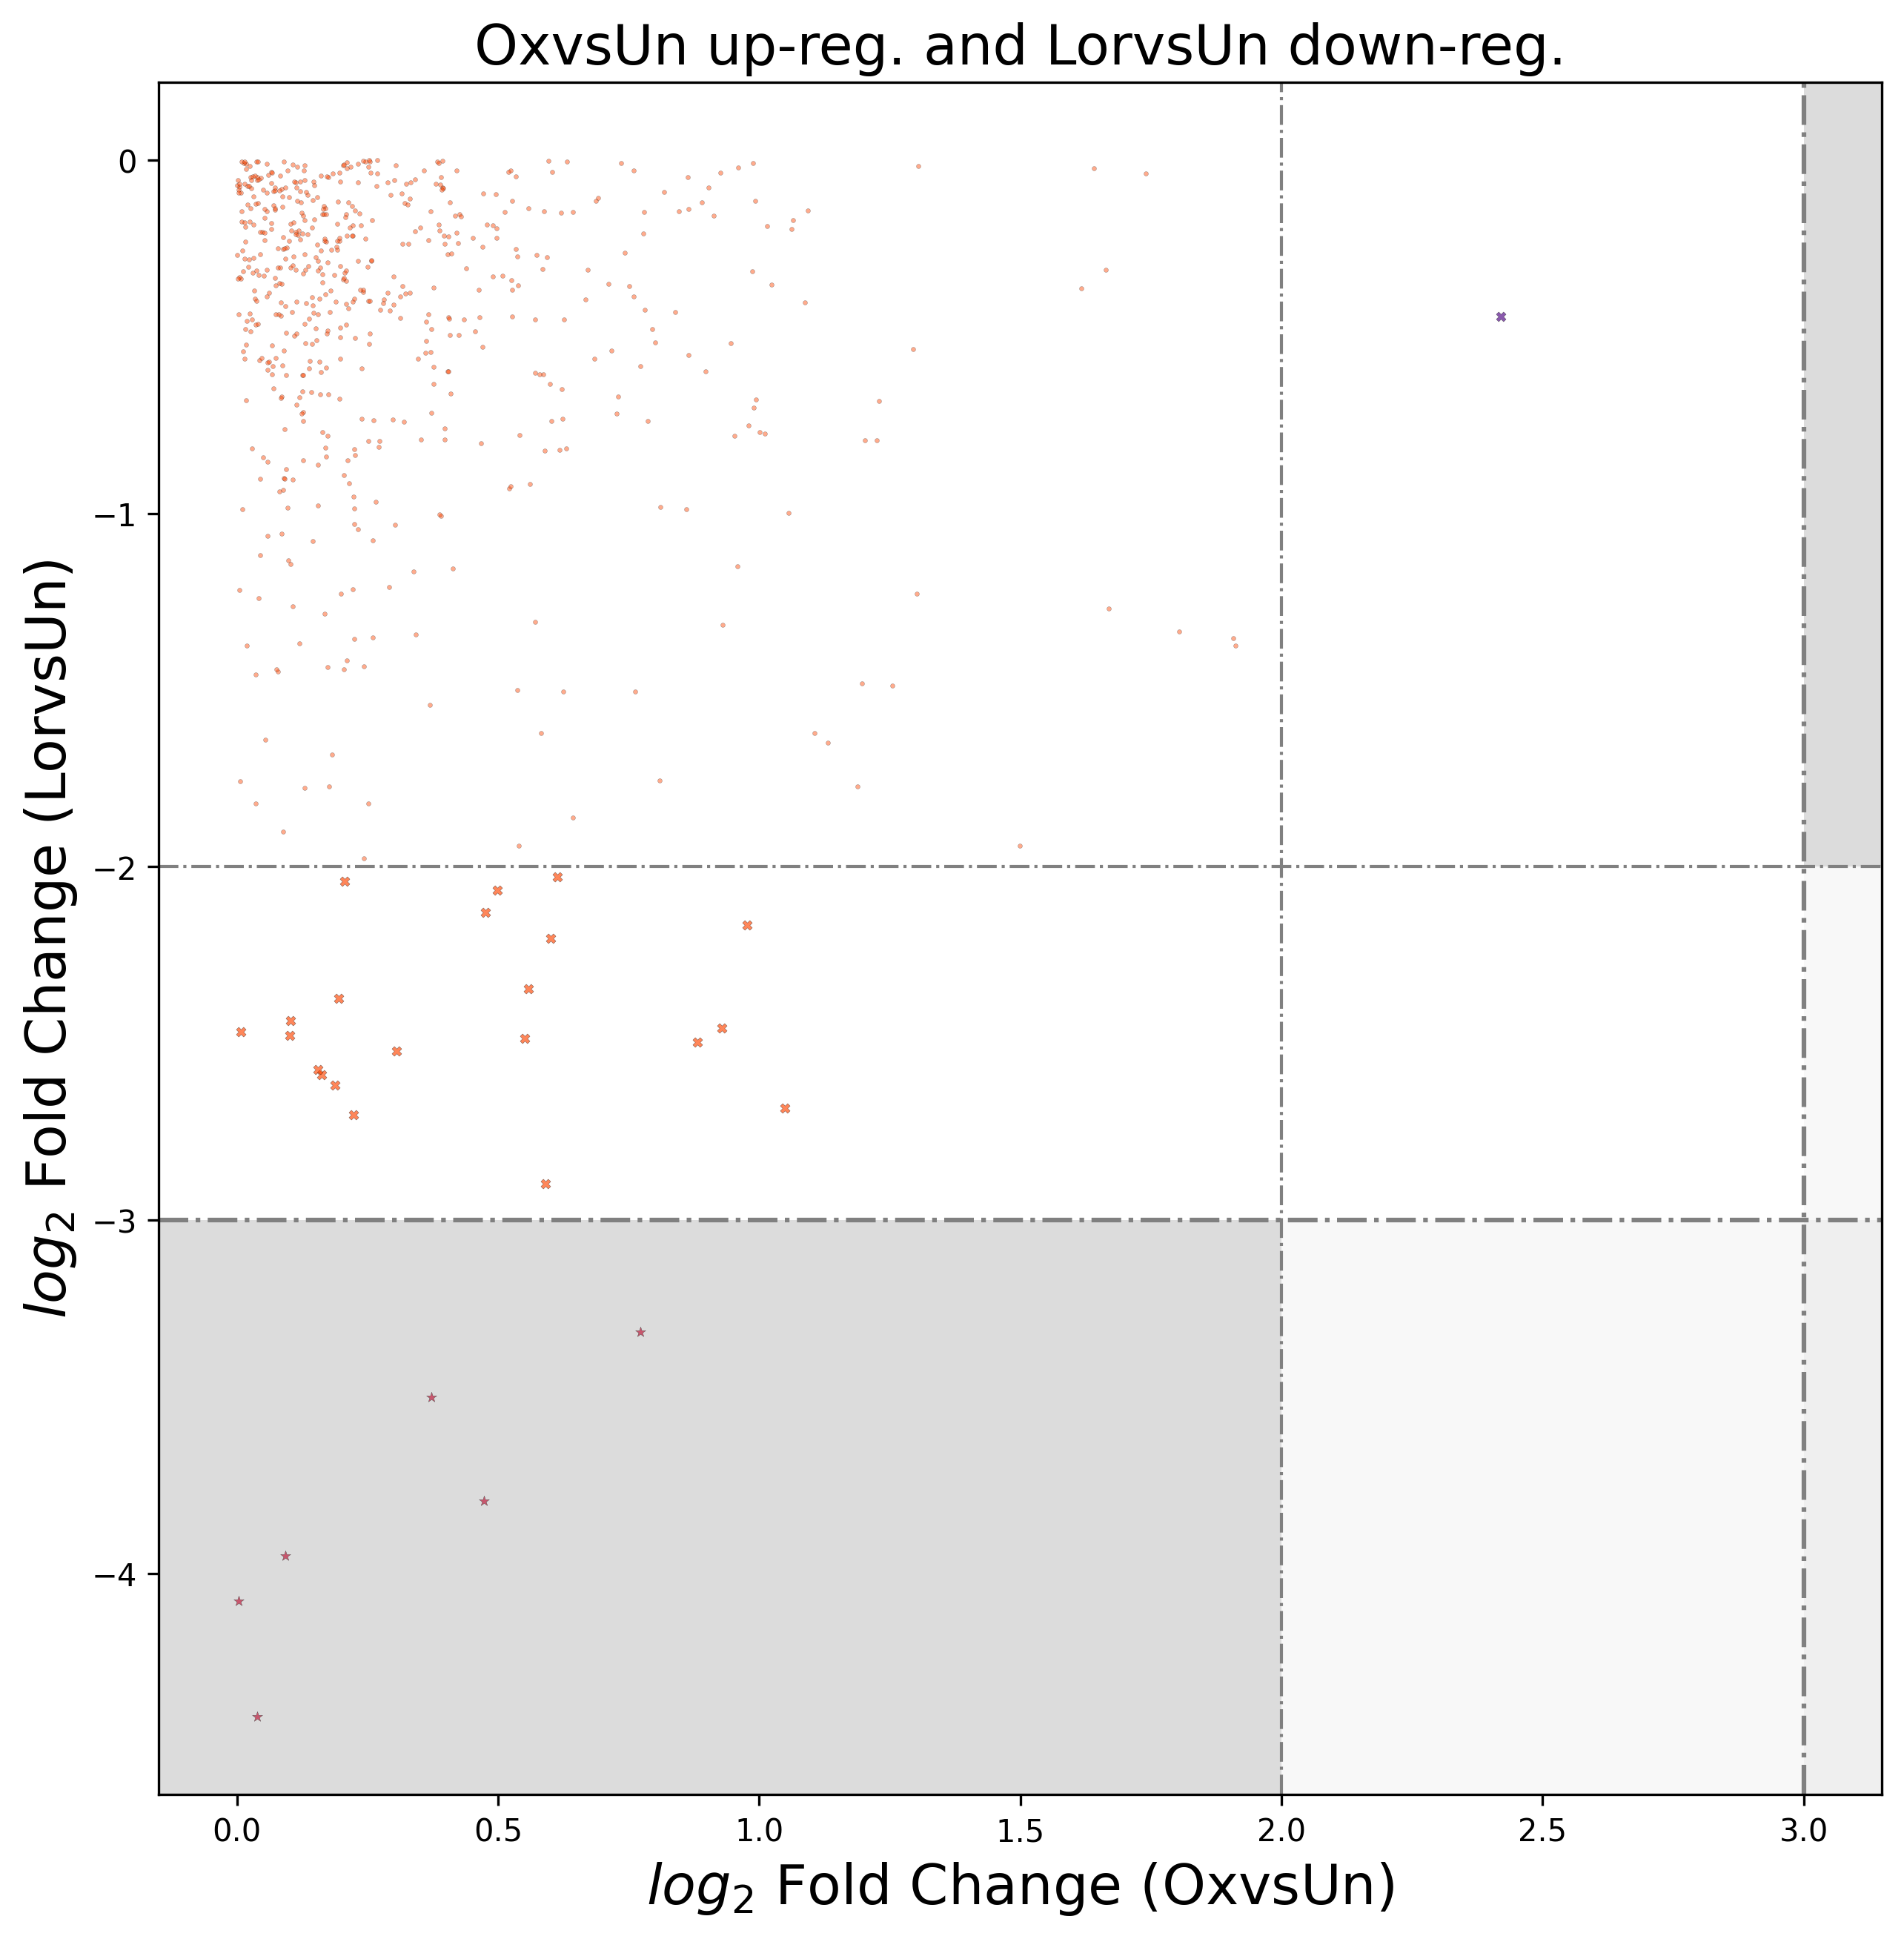 OxvsUn up-reg. and LorvsUn down-reg.
log₂ Fold Change (LorvsUn)
0
−1
−2
−3
−4
0.0 0.5 1.0 1.5 2.0 2.5 3.0
log₂ Fold Change (OxvsUn)